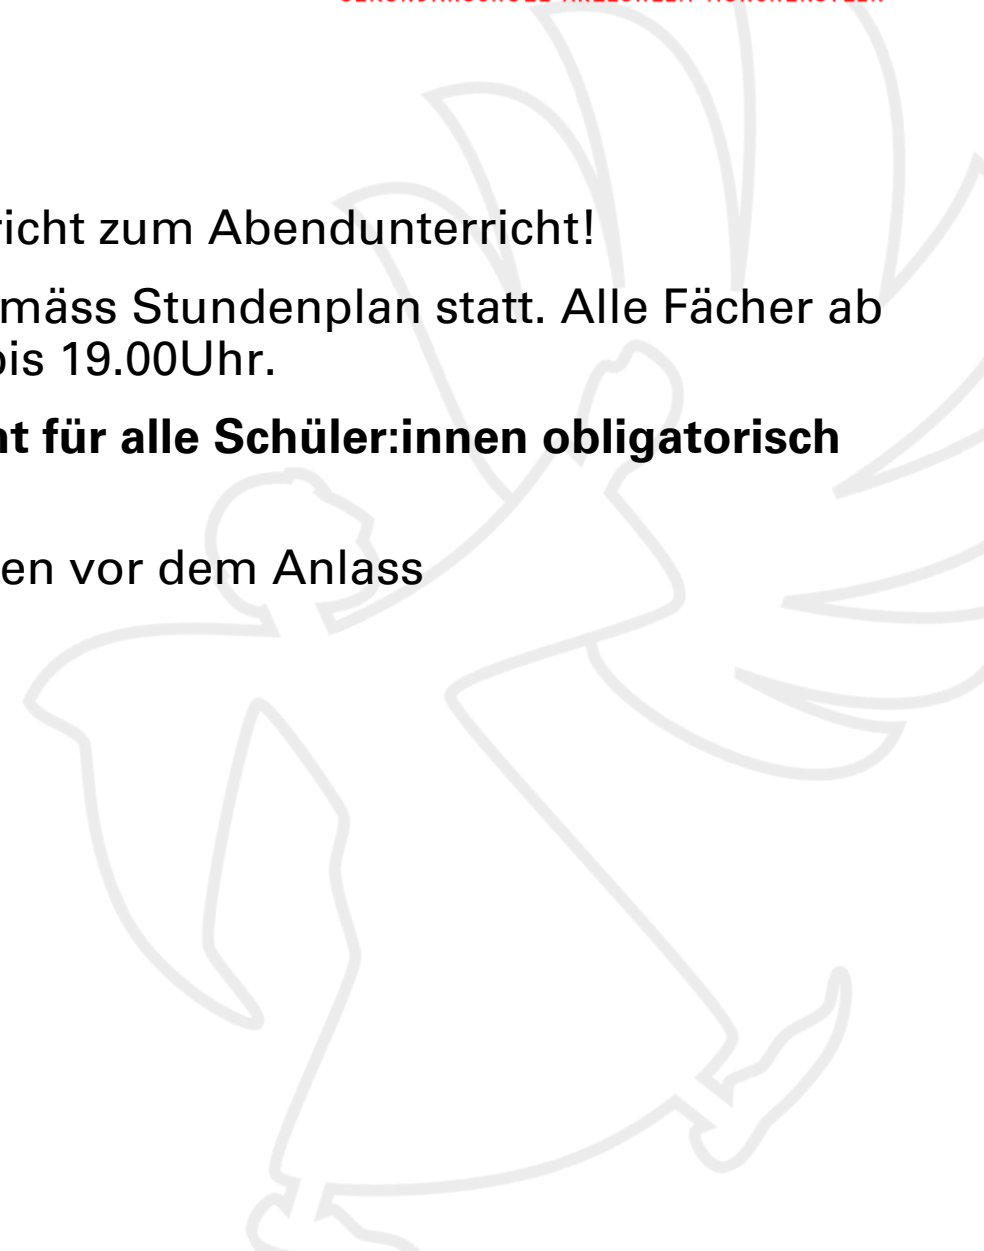 richt zum Abendunterricht!
mäss Stundenplan statt. Alle Fächer ab
bis 19.00Uhr.
nt für alle Schüler:innen obligatorisch
en vor dem Anlass